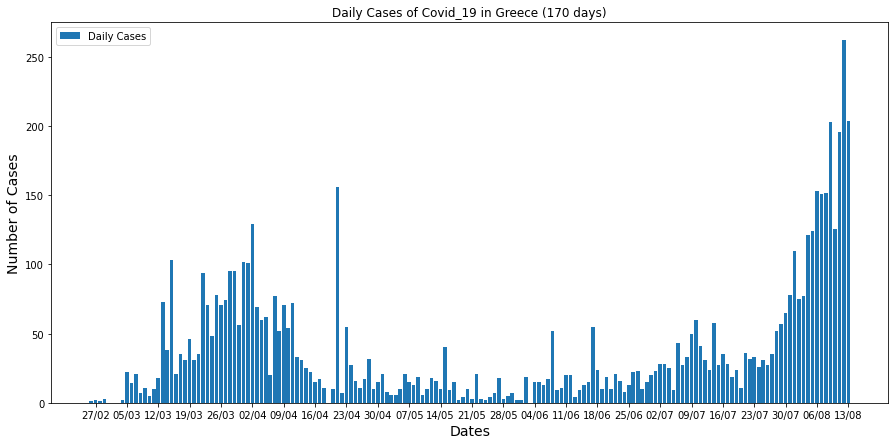 Daily Cases of Covid_19 in Greece (170 days)
Daily Cases
Number of Cases
250
200
150
100
50
0
27/02 05/03 12/03 19/03 26/03 02/04 09/04 16/04 23/04 30/04 07/05 14/05 21/05 28/05 04/06 11/06 18/06 25/06 02/07 09/07 16/07 23/07 30/07 06/08 13/08
Dates